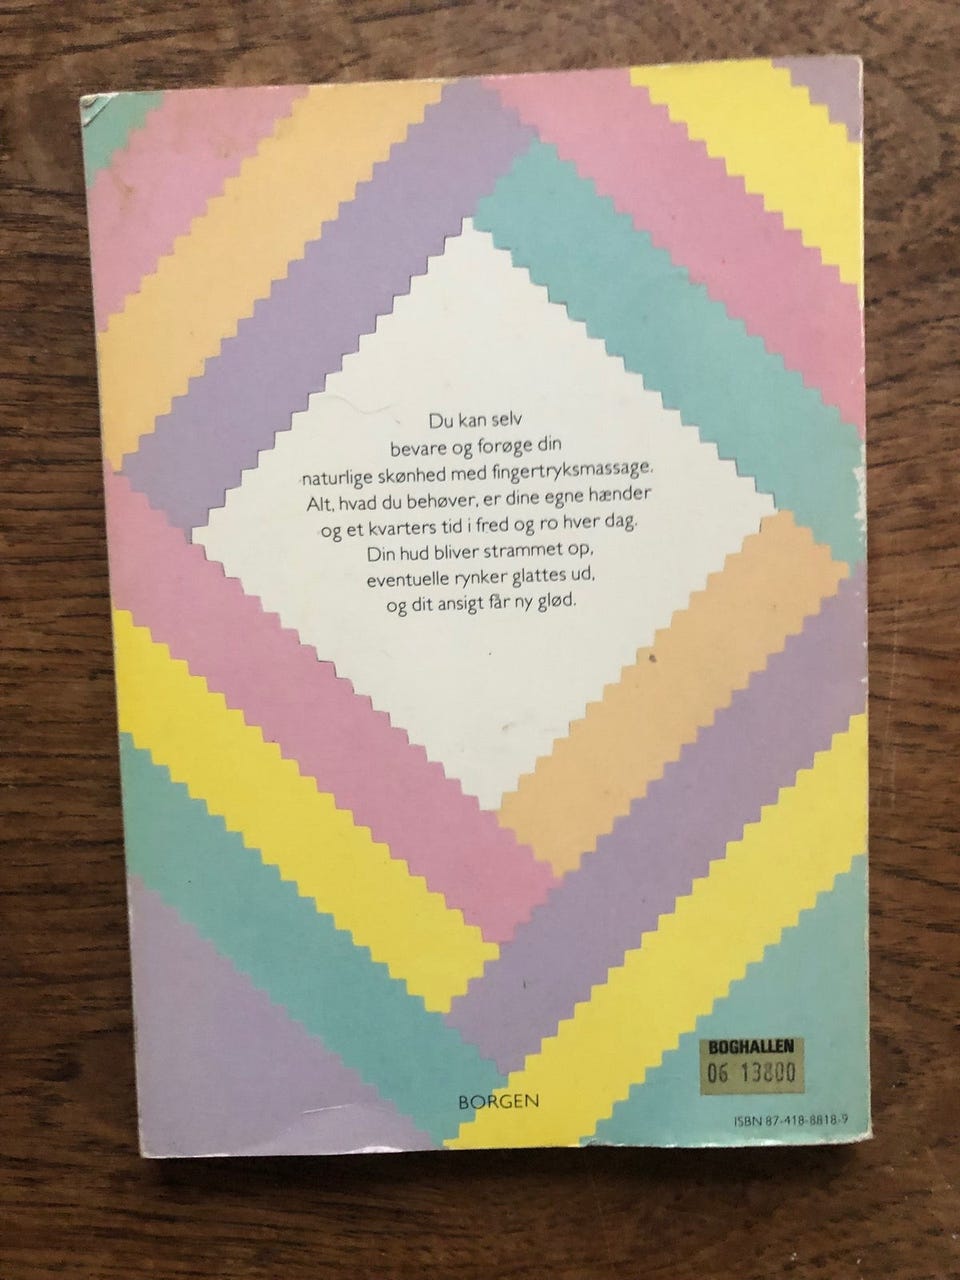 Du kan selv
bevare og forøge din
naturlige skønhed med fingertryksmassage.
Alt, hvad du behøver, er dine egne hænder
og et kvarters tid i fred og ro hver dag.
Din hud bliver strammet op,
eventuelle rynker glattes ud,
og dit ansigt får ny glød.
BOGHALLEN
06 13800
BORGEN
ISBN 87-418-8818-9